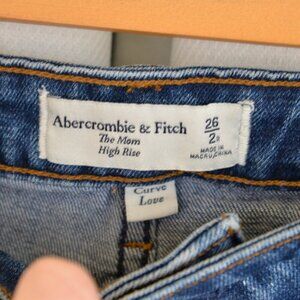 Abercrombie & Fitch
The Mom
High Rise
26
2R
MADE IN
MACAU, CHINA
Curve
Love